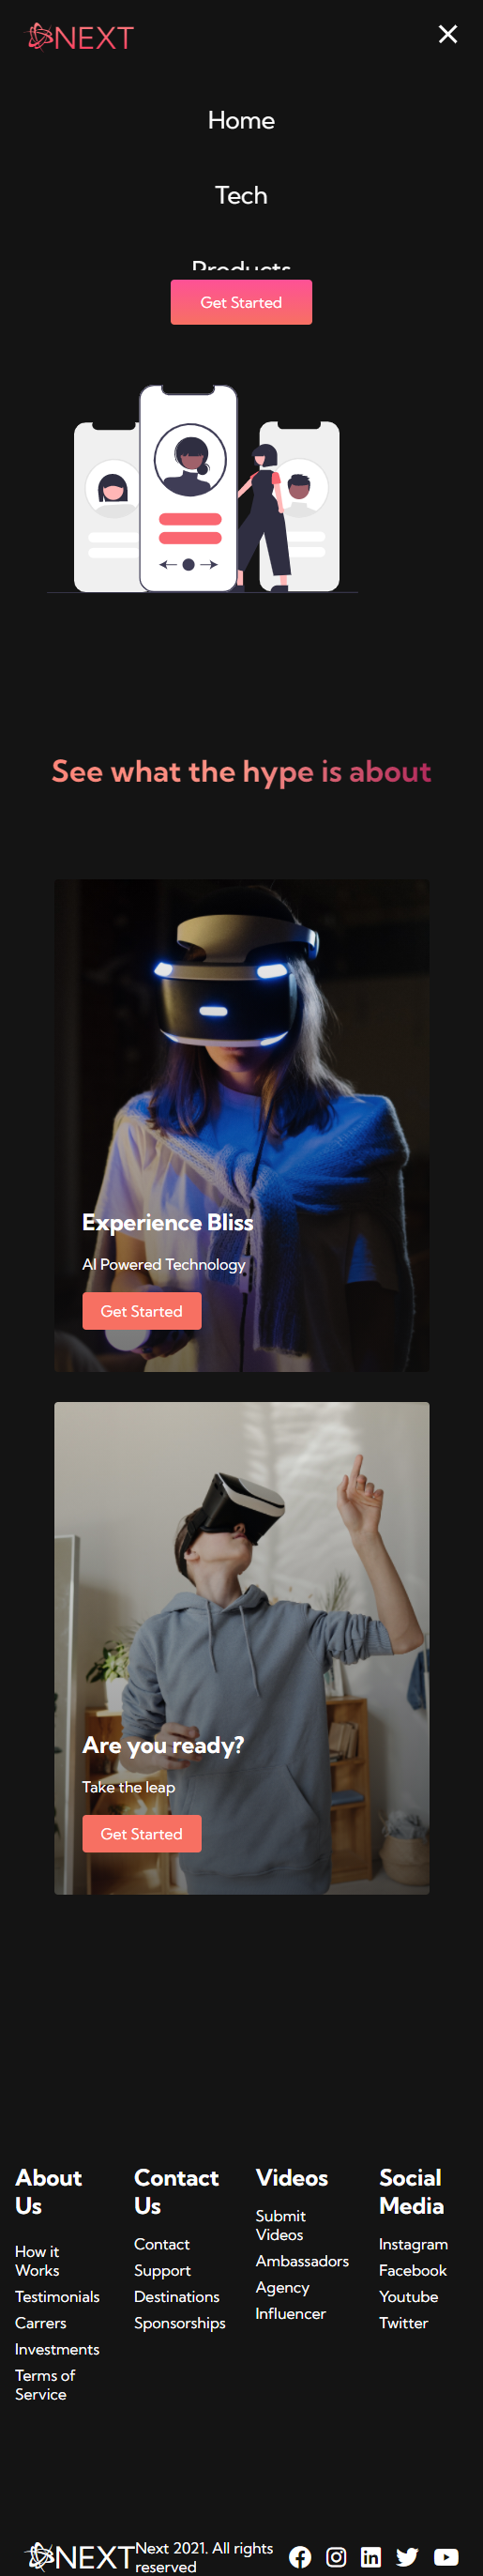 NEXT
Home
Tech
Products
Get Started
See what the hype is about
Experience Bliss
AI Powered Technology
Get Started
Are you ready?
Take the leap
Get Started
About
Us
How it
Works
Testimonials
Carrers
Investments
Terms of
Service
Contact
Us
Contact
Support
Destinations
Sponsorships
Videos
Submit
Videos
Ambassadors
Agency
Influencer
Social
Media
Instagram
Facebook
Youtube
Twitter
NEXT
Next 2021. All rights
reserved